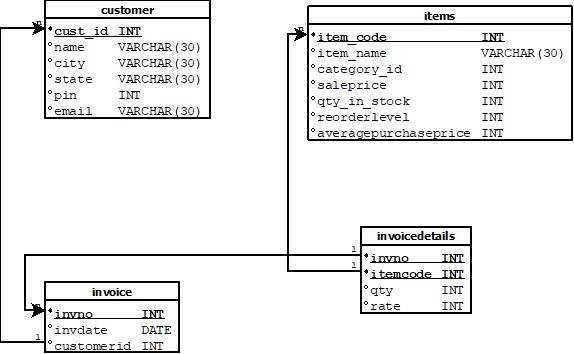 customer
cust_id INT
name VARCHAR(30)
city VARCHAR(30)
state VARCHAR(30)
pin INT
email VARCHAR(30)
items
item_code INT
item_name VARCHAR(30)
category_id INT
saleprice INT
qty_in_stock INT
reorderlevel INT
averagepurchaseprice INT
invoicedetails
1 invno INT
1 itemcode INT
qty INT
rate INT
invoice
invno INT
invdate DATE
1 customerid INT